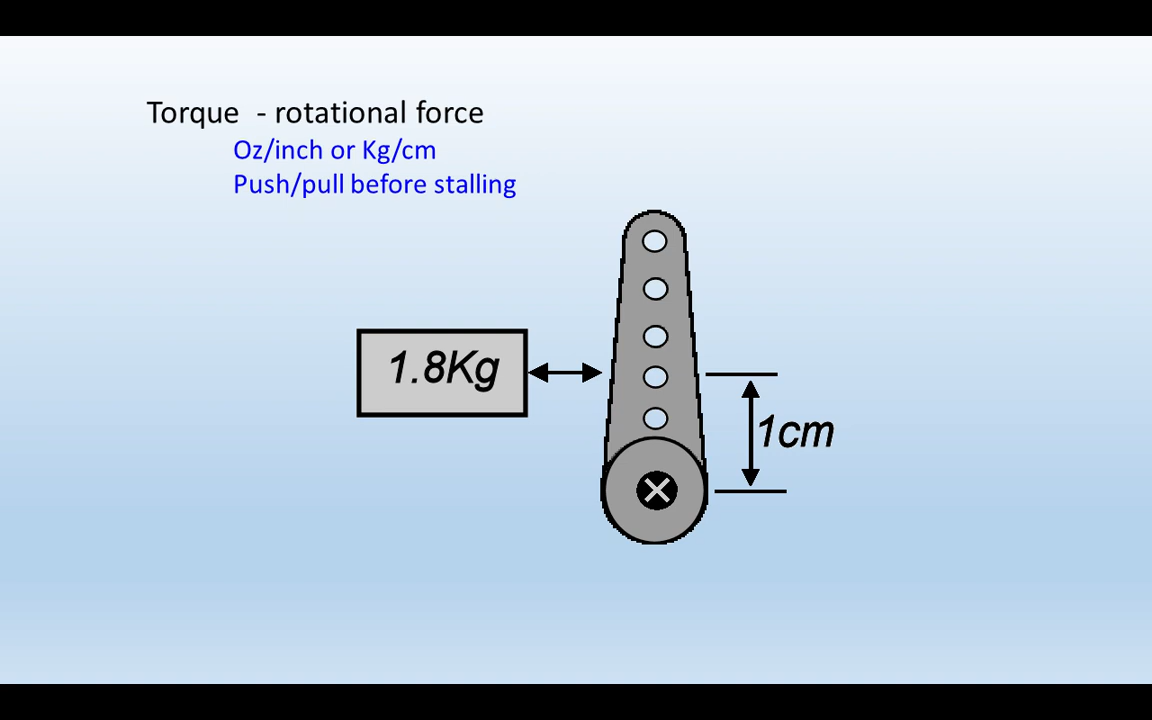 Torque - rotational force
Oz/inch or Kg/cm
Push/pull before stalling
1.8Kg
1cm